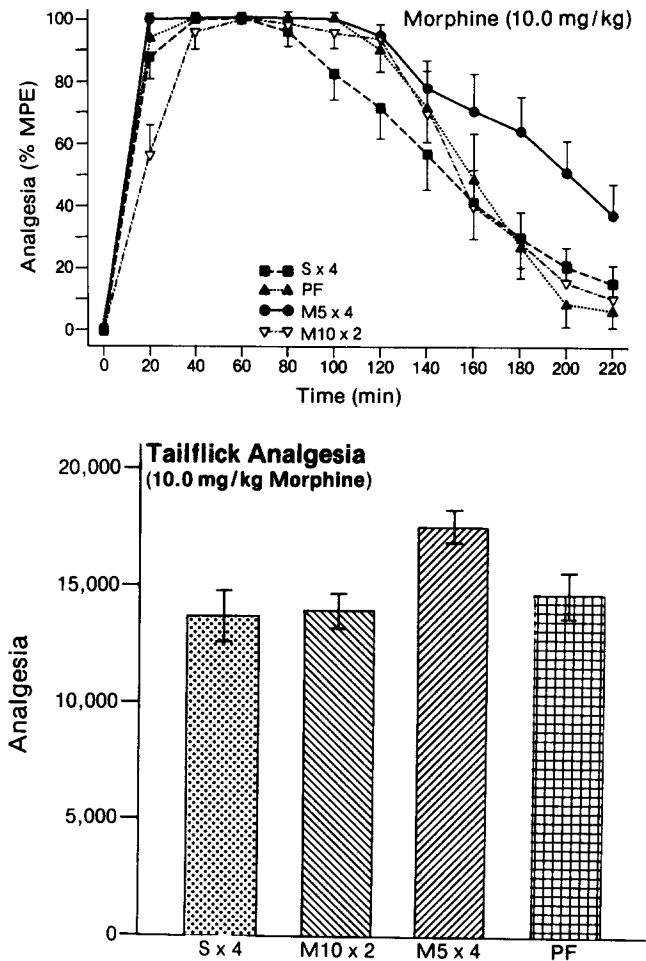 Morphine (10.0 mg/kg)
100
80
60
40
20
0
Analgesia (% MPE)
S x 4
PF
M5 x 4
M10 x 2
0 20 40 60 80 100 120 140 160 180 200 220
Time (min)
Tailflick Analgesia
(10.0 mg/kg Morphine)
20,000
15,000
10,000
5,000
0
Analgesia
S x 4 M10 x 2 M5 x 4 PF